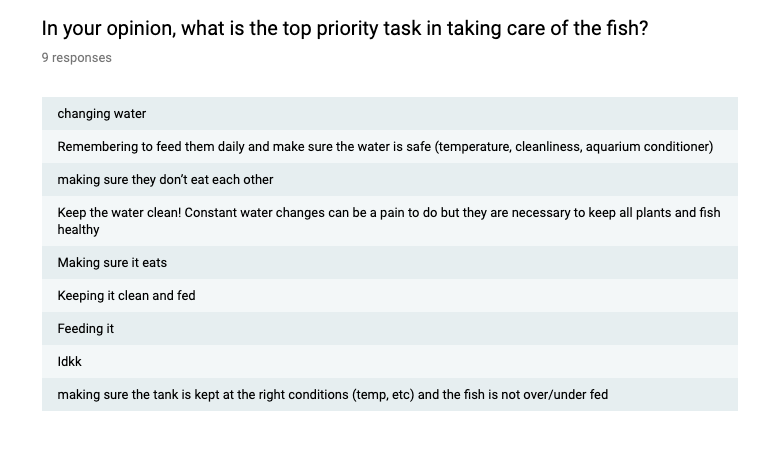 In your opinion, what is the top priority task in taking care of the fish?
9 responses
changing water
Remembering to feed them daily and make sure the water is safe (temperature, cleanliness, aquarium conditioner)
making sure they don’t eat each other
Keep the water clean! Constant water changes can be a pain to do but they are necessary to keep all plants and fish
healthy
Making sure it eats
Keeping it clean and fed
Feeding it
Idkk
making sure the tank is kept at the right conditions (temp, etc) and the fish is not over/under fed